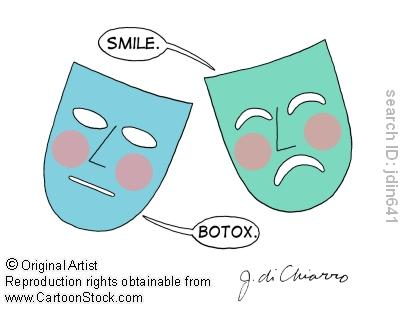 SMILE.
BOTOX.
search ID: jdin641
© Original Artist
Reproduction rights obtainable from
www.CartoonStock.com
J. di Chiarro